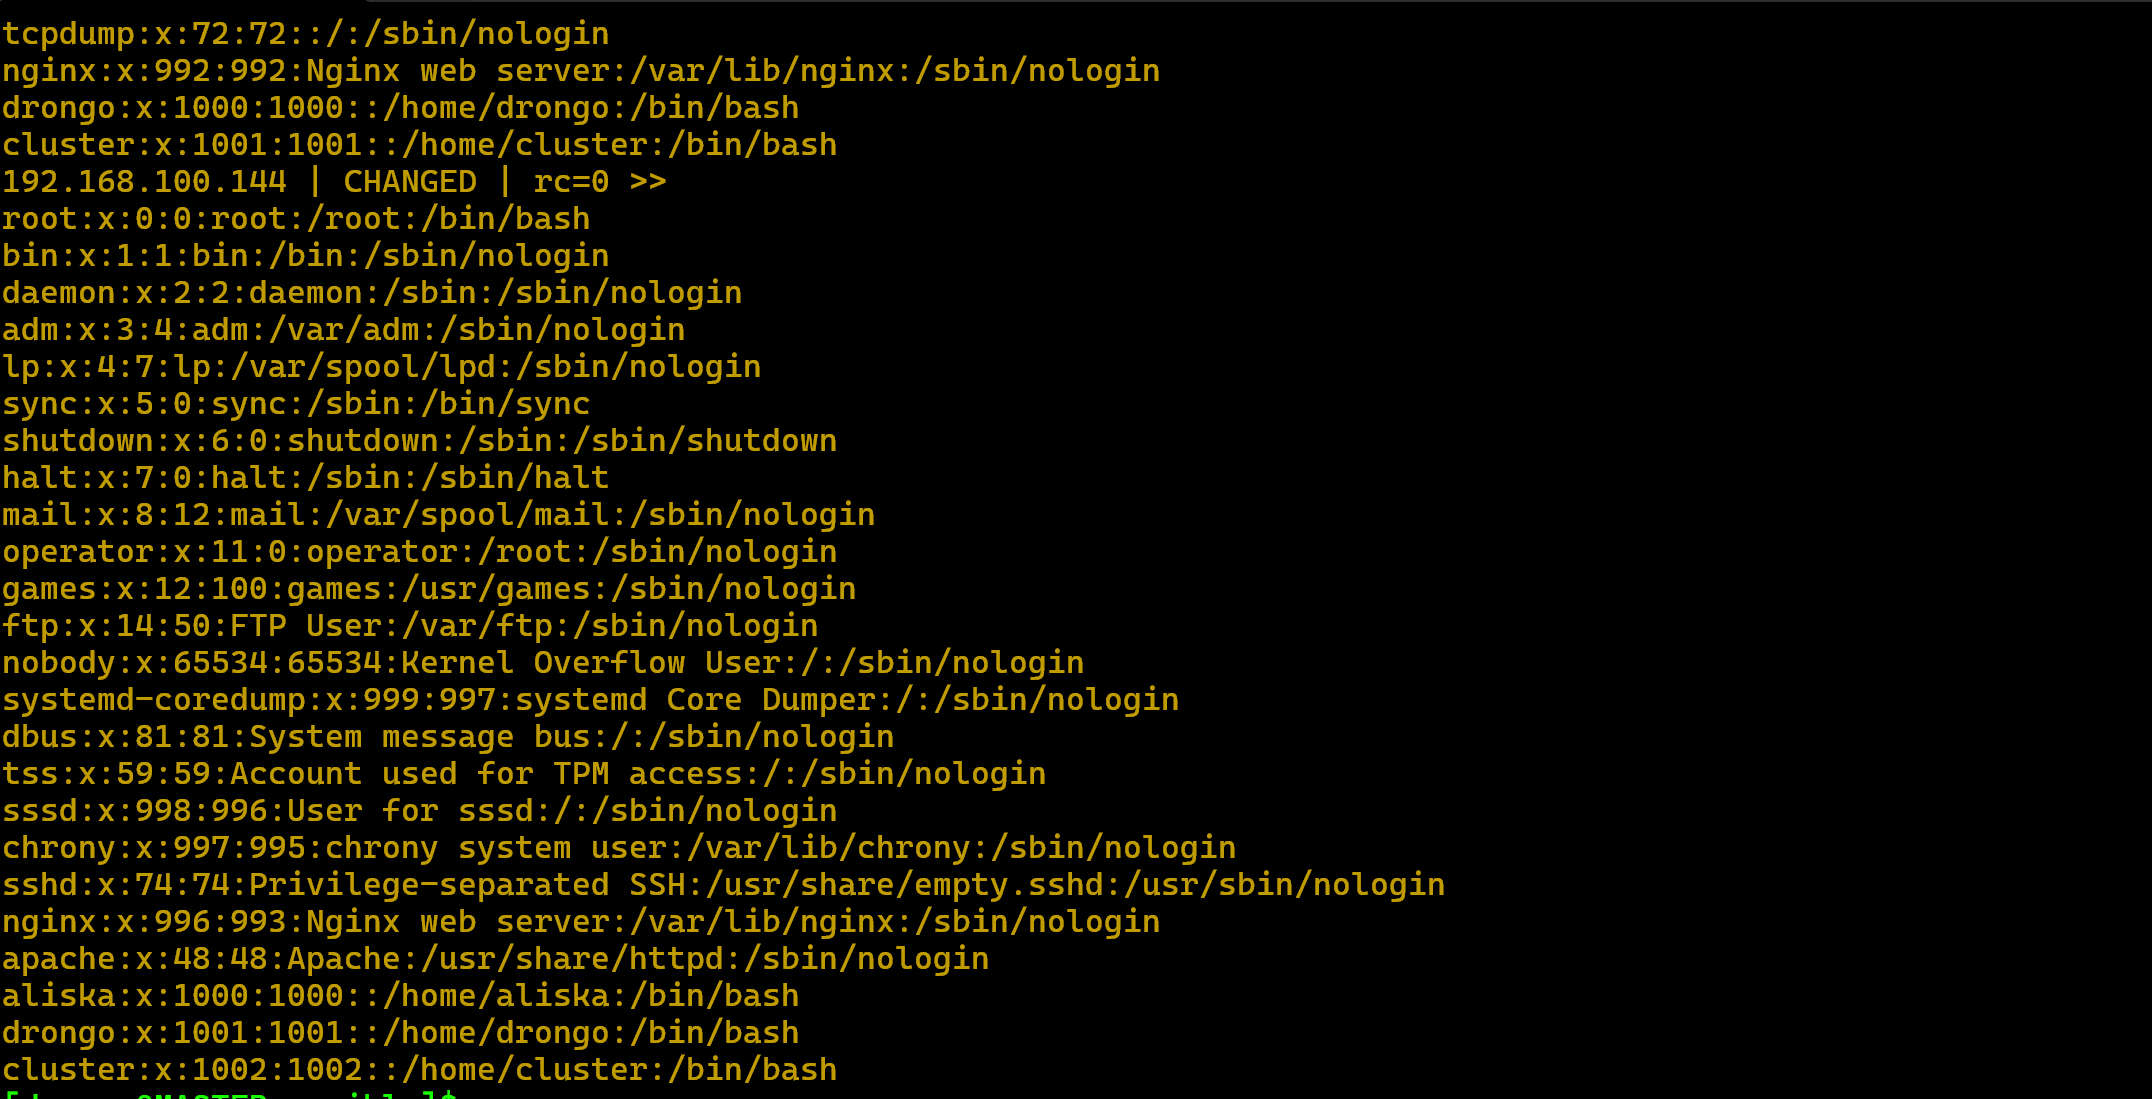 tcpdump:x:72:72::/:/sbin/nologin
nginx:x:992:992:Nginx web server:/var/lib/nginx:/sbin/nologin
drongo:x:1000:1000::/home/drongo:/bin/bash
cluster:x:1001:1001::/home/cluster:/bin/bash
192.168.100.144 | CHANGED | rc=0 >>
root:x:0:0:root:/root:/bin/bash
bin:x:1:1:bin:/bin:/sbin/nologin
daemon:x:2:2:daemon:/sbin:/sbin/nologin
adm:x:3:4:adm:/var/adm:/sbin/nologin
lp:x:4:7:lp:/var/spool/lpd:/sbin/nologin
sync:x:5:0:sync:/sbin:/bin/sync
shutdown:x:6:0:shutdown:/sbin:/sbin/shutdown
halt:x:7:0:halt:/sbin:/sbin/halt
mail:x:8:12:mail:/var/spool/mail:/sbin/nologin
operator:x:11:0:operator:/root:/sbin/nologin
games:x:12:100:games:/usr/games:/sbin/nologin
ftp:x:14:50:FTP User:/var/ftp:/sbin/nologin
nobody:x:65534:65534:Kernel Overflow User:/:/sbin/nologin
systemd-coredump:x:999:997:systemd Core Dumper:/:/sbin/nologin
dbus:x:81:81:System message bus:/:/sbin/nologin
tss:x:59:59:Account used for TPM access:/:/sbin/nologin
sssd:x:998:996:User for sssd:/:/sbin/nologin
chrony:x:997:995:chrony system user:/var/lib/chrony:/sbin/nologin
sshd:x:74:74:Privilege-separated SSH:/usr/share/empty.sshd:/usr/sbin/nologin
nginx:x:996:993:Nginx web server:/var/lib/nginx:/sbin/nologin
apache:x:48:48:Apache:/usr/share/httpd:/sbin/nologin
aliska:x:1000:1000::/home/aliska:/bin/bash
drongo:x:1001:1001::/home/drongo:/bin/bash
cluster:x:1002:1002::/home/cluster:/bin/bash